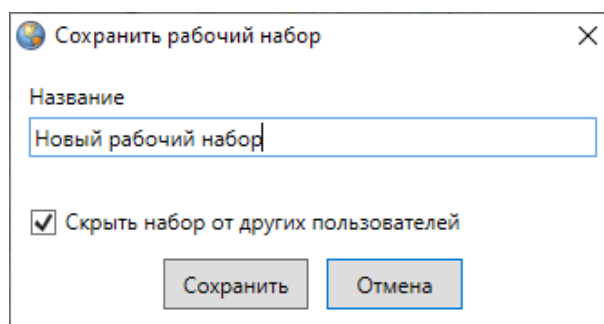 Сохранить рабочий набор
Название
Новый рабочий набор
Скрыть набор от других пользователей
Сохранить Отмена